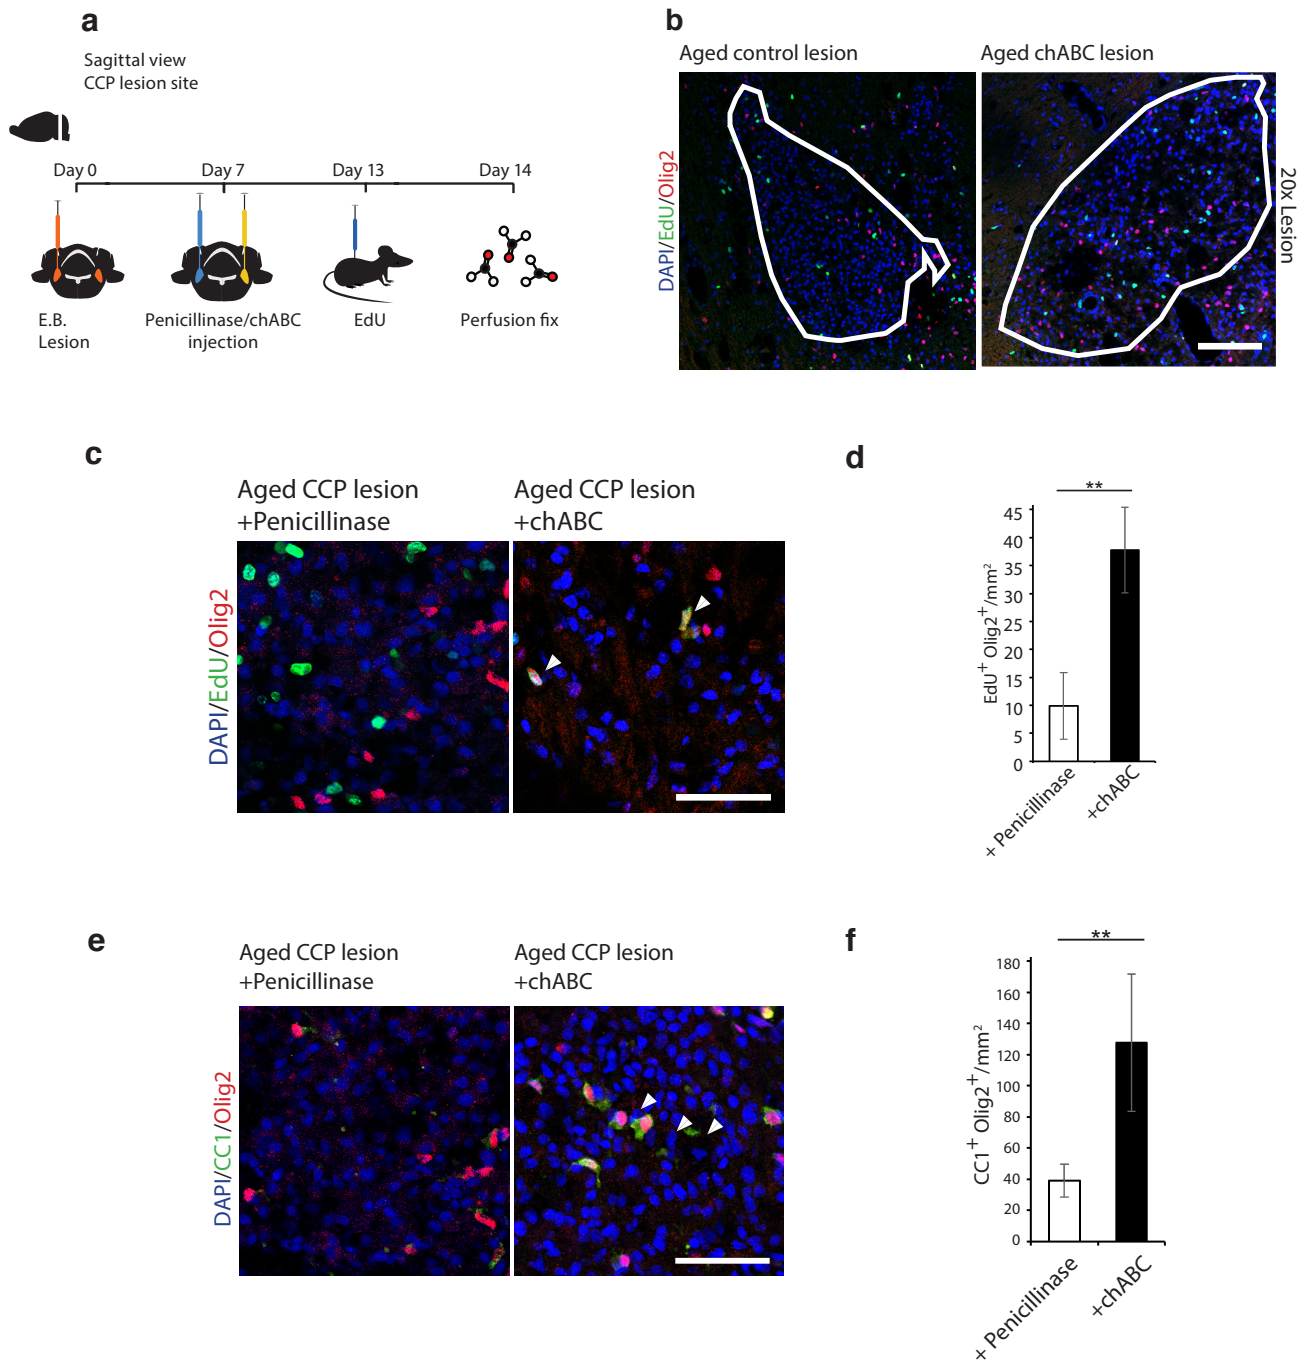 a
Sagittal view
CCP lesion site
Day 0
Day 7
Day 13
Day 14
E.B.
Lesion
Penicillinase/chABC
injection
EdU
Perfusion fix
b
Aged control lesion
Aged chABC lesion
DAPI/EdU/Olig2
20x Lesion
c
Aged CCP lesion
+Penicillinase
Aged CCP lesion
+chABC
DAPI/EdU/Olig2
d
**
EdU+ Olig2+/mm2
45
40
35
30
25
20
15
10
5
0
+ Penicillinase
+chABC
e
Aged CCP lesion
+Penicillinase
Aged CCP lesion
+chABC
DAPI/CC1/Olig2
f
**
CC1+ Olig2+/mm2
180
160
140
120
100
80
60
40
20
0
+ Penicillinase
+chABC